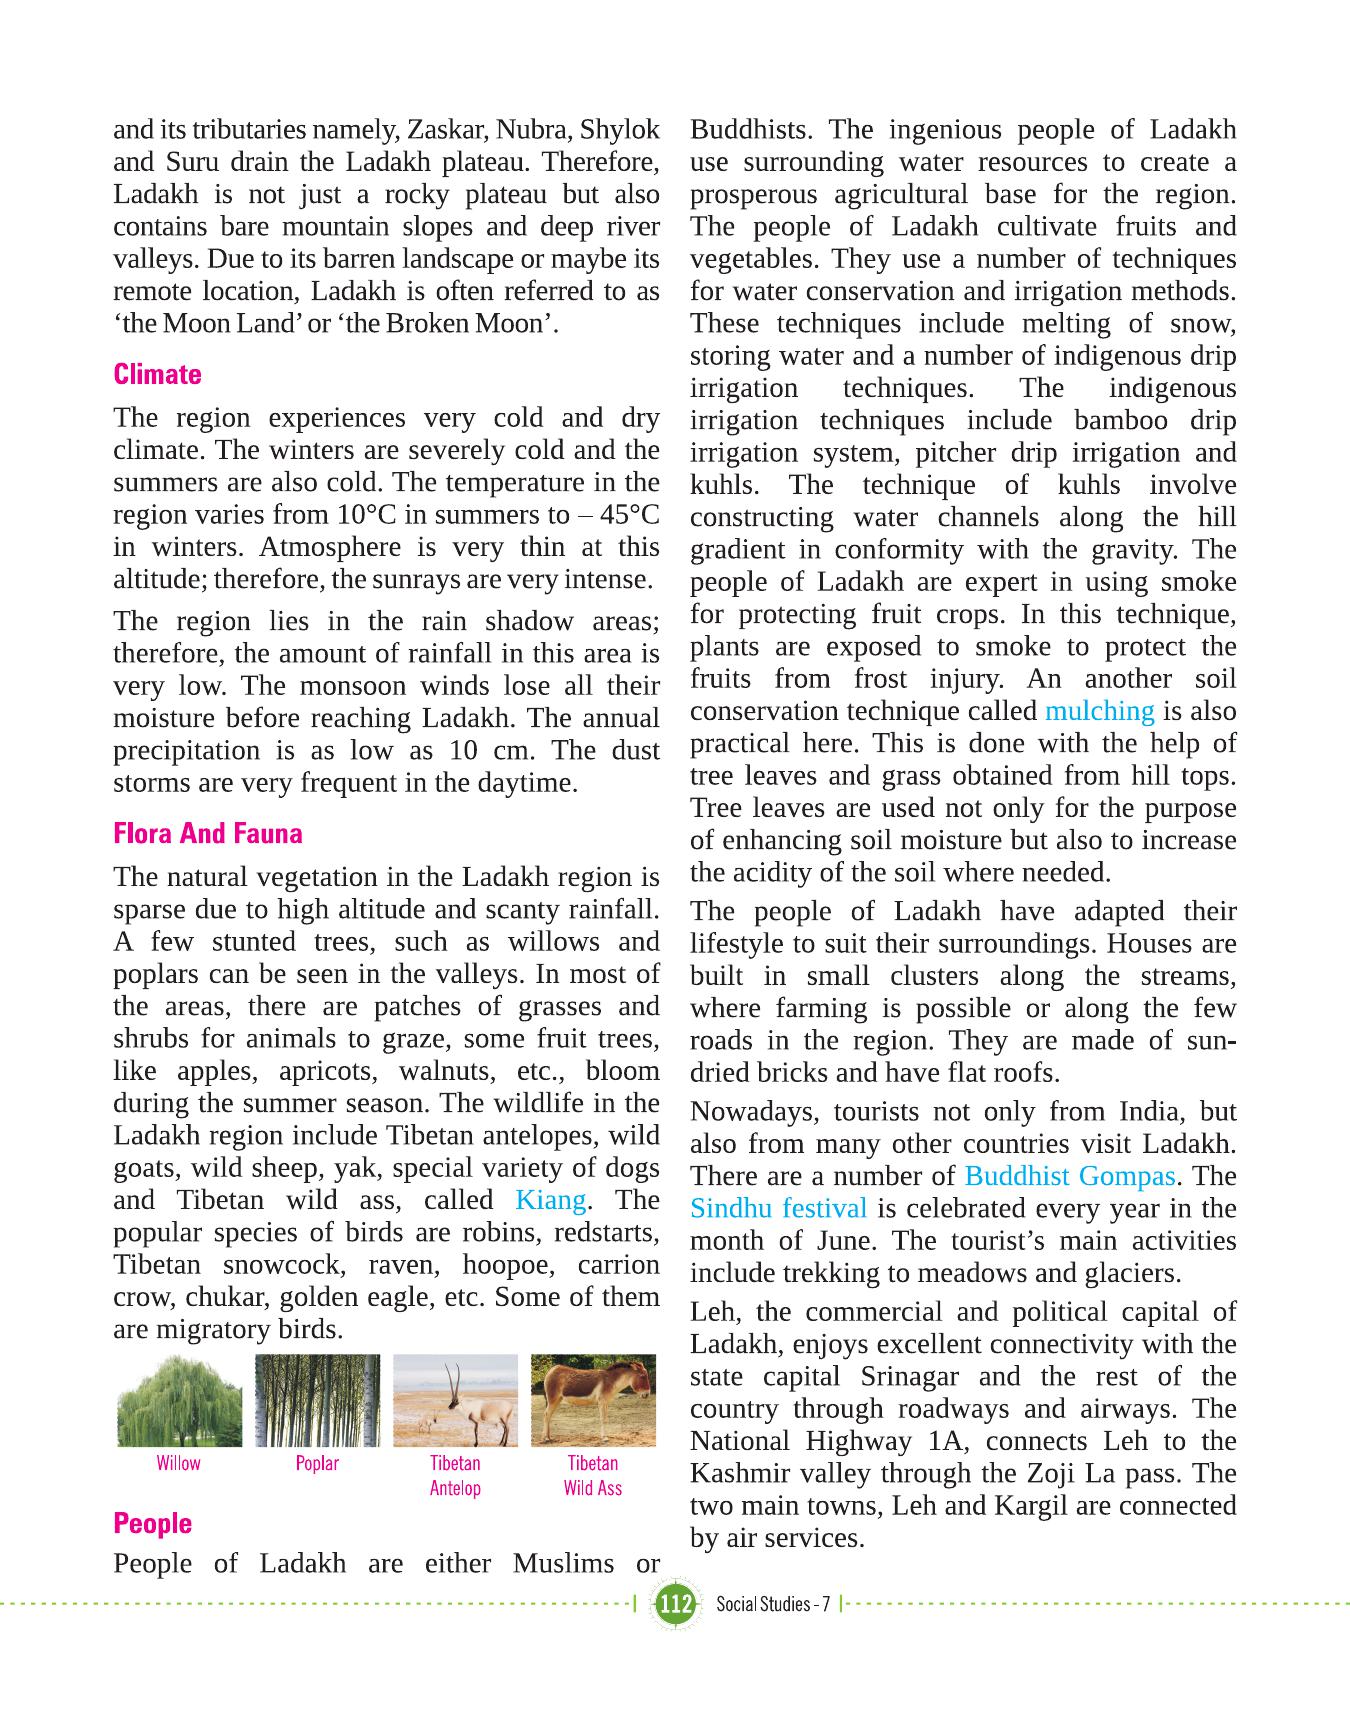 and its tributaries namely, Zaskar, Nubra, Shylok
and Suru drain the Ladakh plateau. Therefore,
Ladakh is not just a rocky plateau but also
contains bare mountain slopes and deep river
valleys. Due to its barren landscape or maybe its
remote location, Ladakh is often referred to as
‘the Moon Land’ or ‘the Broken Moon’.
Climate
The region experiences very cold and dry
climate. The winters are severely cold and the
summers are also cold. The temperature in the
region varies from 10°C in summers to – 45°C
in winters. Atmosphere is very thin at this
altitude; therefore, the sunrays are very intense.
The region lies in the rain shadow areas;
therefore, the amount of rainfall in this area is
very low. The monsoon winds lose all their
moisture before reaching Ladakh. The annual
precipitation is as low as 10 cm. The dust
storms are very frequent in the daytime.
Flora And Fauna
The natural vegetation in the Ladakh region is
sparse due to high altitude and scanty rainfall.
A few stunted trees, such as willows and
poplars can be seen in the valleys. In most of
the areas, there are patches of grasses and
shrubs for animals to graze, some fruit trees,
like apples, apricots, walnuts, etc., bloom
during the summer season. The wildlife in the
Ladakh region include Tibetan antelopes, wild
goats, wild sheep, yak, special variety of dogs
and Tibetan wild ass, called Kiang. The
popular species of birds are robins, redstarts,
Tibetan snowcock, raven, hoopoe, carrion
crow, chukar, golden eagle, etc. Some of them
are migratory birds.
Willow
Poplar
Tibetan
Antelop
Tibetan
Wild Ass
People
People of Ladakh are either Muslims or
Buddhists. The ingenious people of Ladakh
use surrounding water resources to create a
prosperous agricultural base for the region.
The people of Ladakh cultivate fruits and
vegetables. They use a number of techniques
for water conservation and irrigation methods.
These techniques include melting of snow,
storing water and a number of indigenous drip
irrigation techniques. The indigenous
irrigation techniques include bamboo drip
irrigation system, pitcher drip irrigation and
kuhls. The technique of kuhls involve
constructing water channels along the hill
gradient in conformity with the gravity. The
people of Ladakh are expert in using smoke
for protecting fruit crops. In this technique,
plants are exposed to smoke to protect the
fruits from frost injury. An another soil
conservation technique called mulching is also
practical here. This is done with the help of
tree leaves and grass obtained from hill tops.
Tree leaves are used not only for the purpose
of enhancing soil moisture but also to increase
the acidity of the soil where needed.
The people of Ladakh have adapted their
lifestyle to suit their surroundings. Houses are
built in small clusters along the streams,
where farming is possible or along the few
roads in the region. They are made of sun-
dried bricks and have flat roofs.
Nowadays, tourists not only from India, but
also from many other countries visit Ladakh.
There are a number of Buddhist Gompas. The
Sindhu festival is celebrated every year in the
month of June. The tourist’s main activities
include trekking to meadows and glaciers.
Leh, the commercial and political capital of
Ladakh, enjoys excellent connectivity with the
state capital Srinagar and the rest of the
country through roadways and airways. The
National Highway 1A, connects Leh to the
Kashmir valley through the Zoji La pass. The
two main towns, Leh and Kargil are connected
by air services.
112 Social Studies - 7